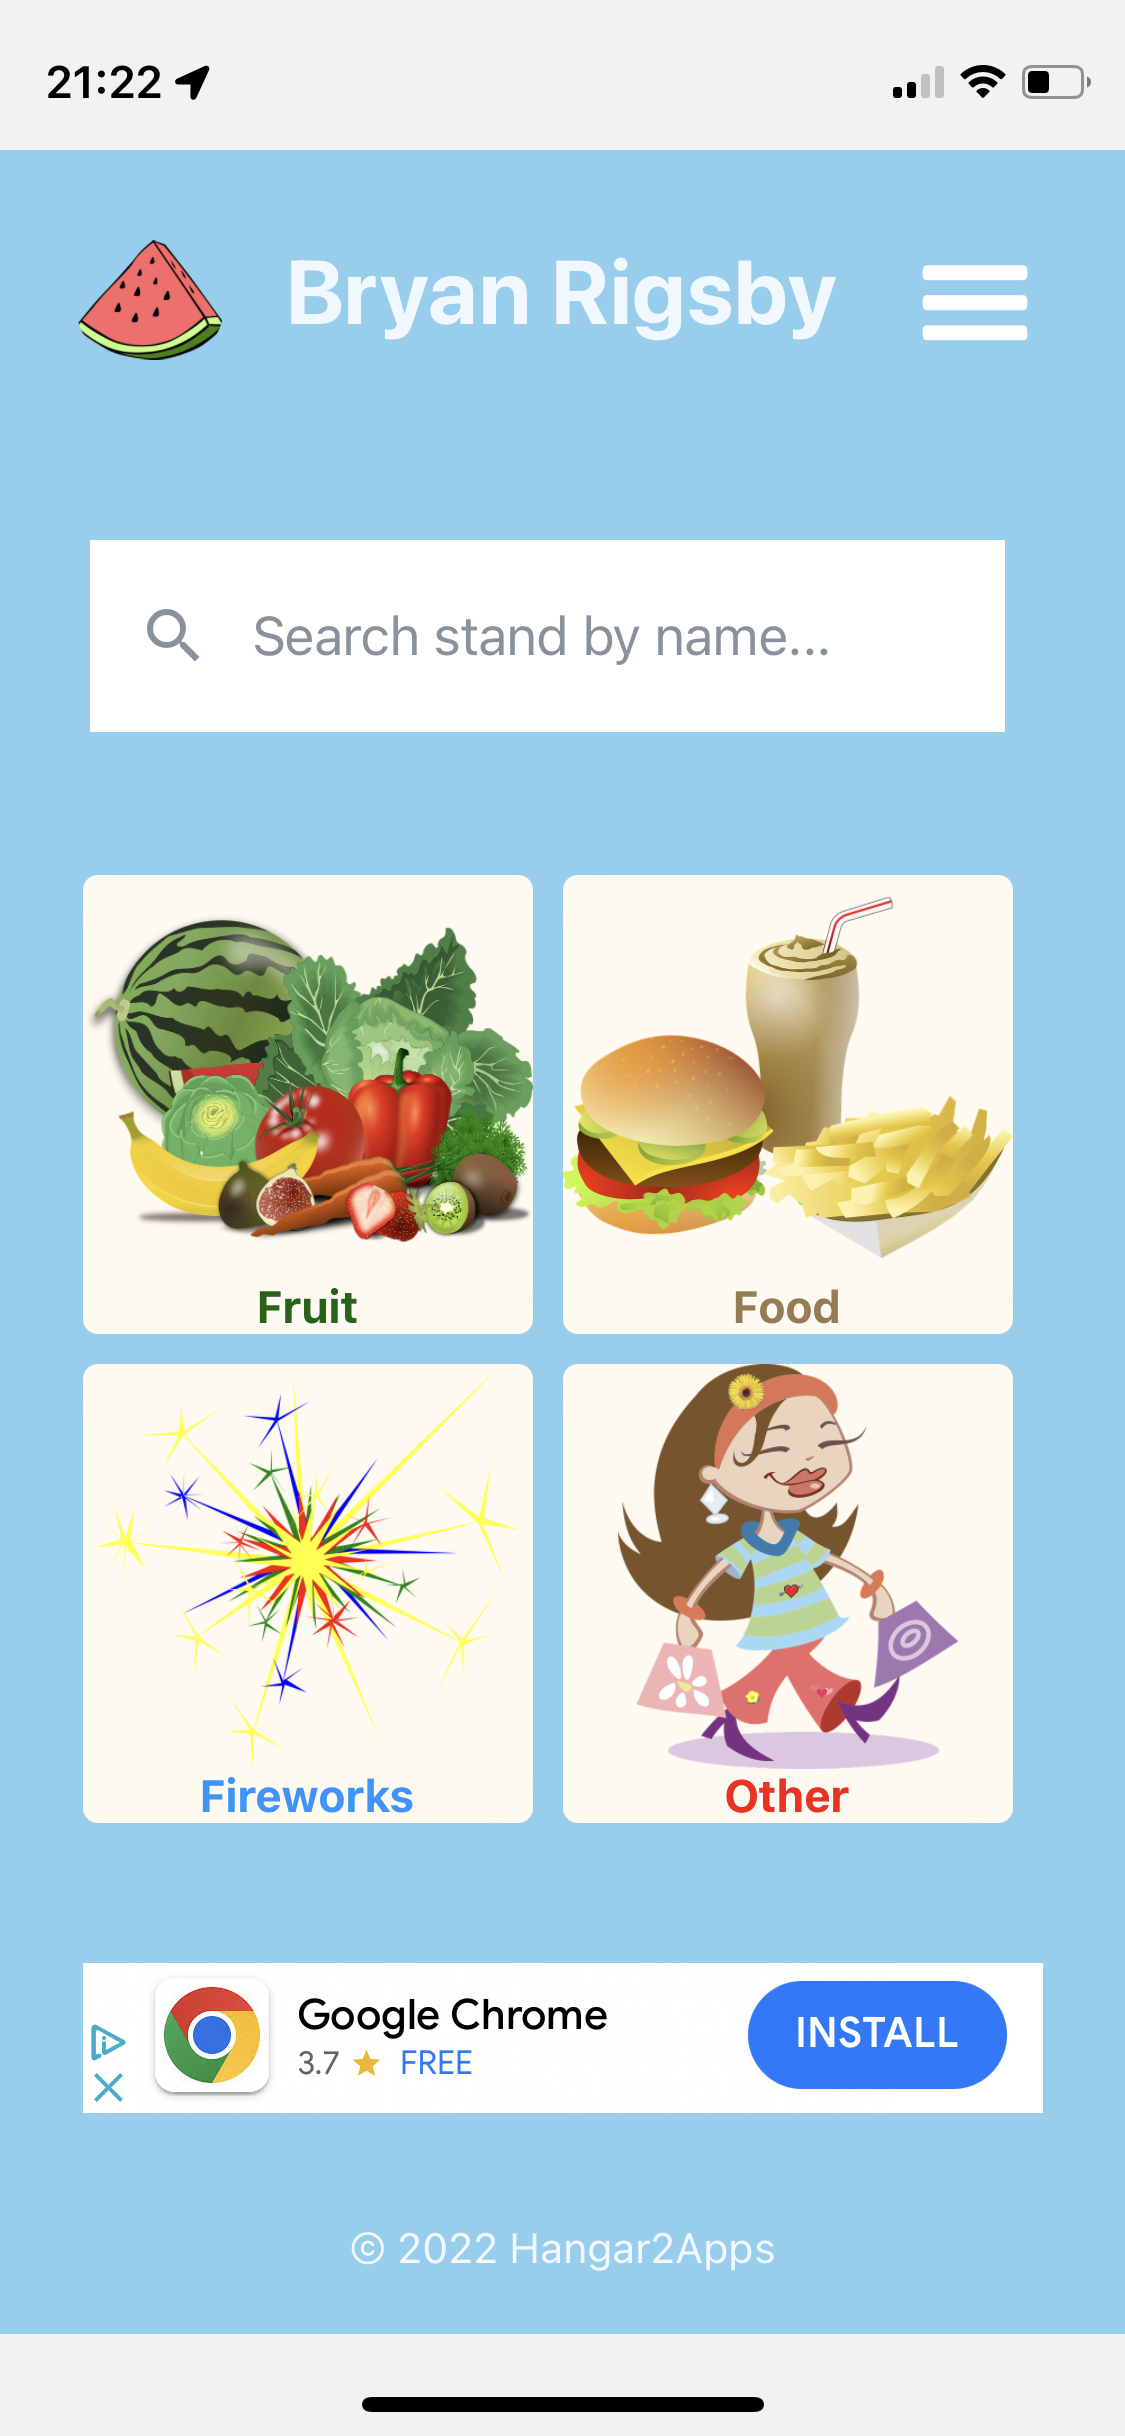 21:22
Bryan Rigsby
Search stand by name...
Fruit
Food
Fireworks
Other
Google Chrome
3.7 ★ FREE
INSTALL
© 2022 Hangar2Apps